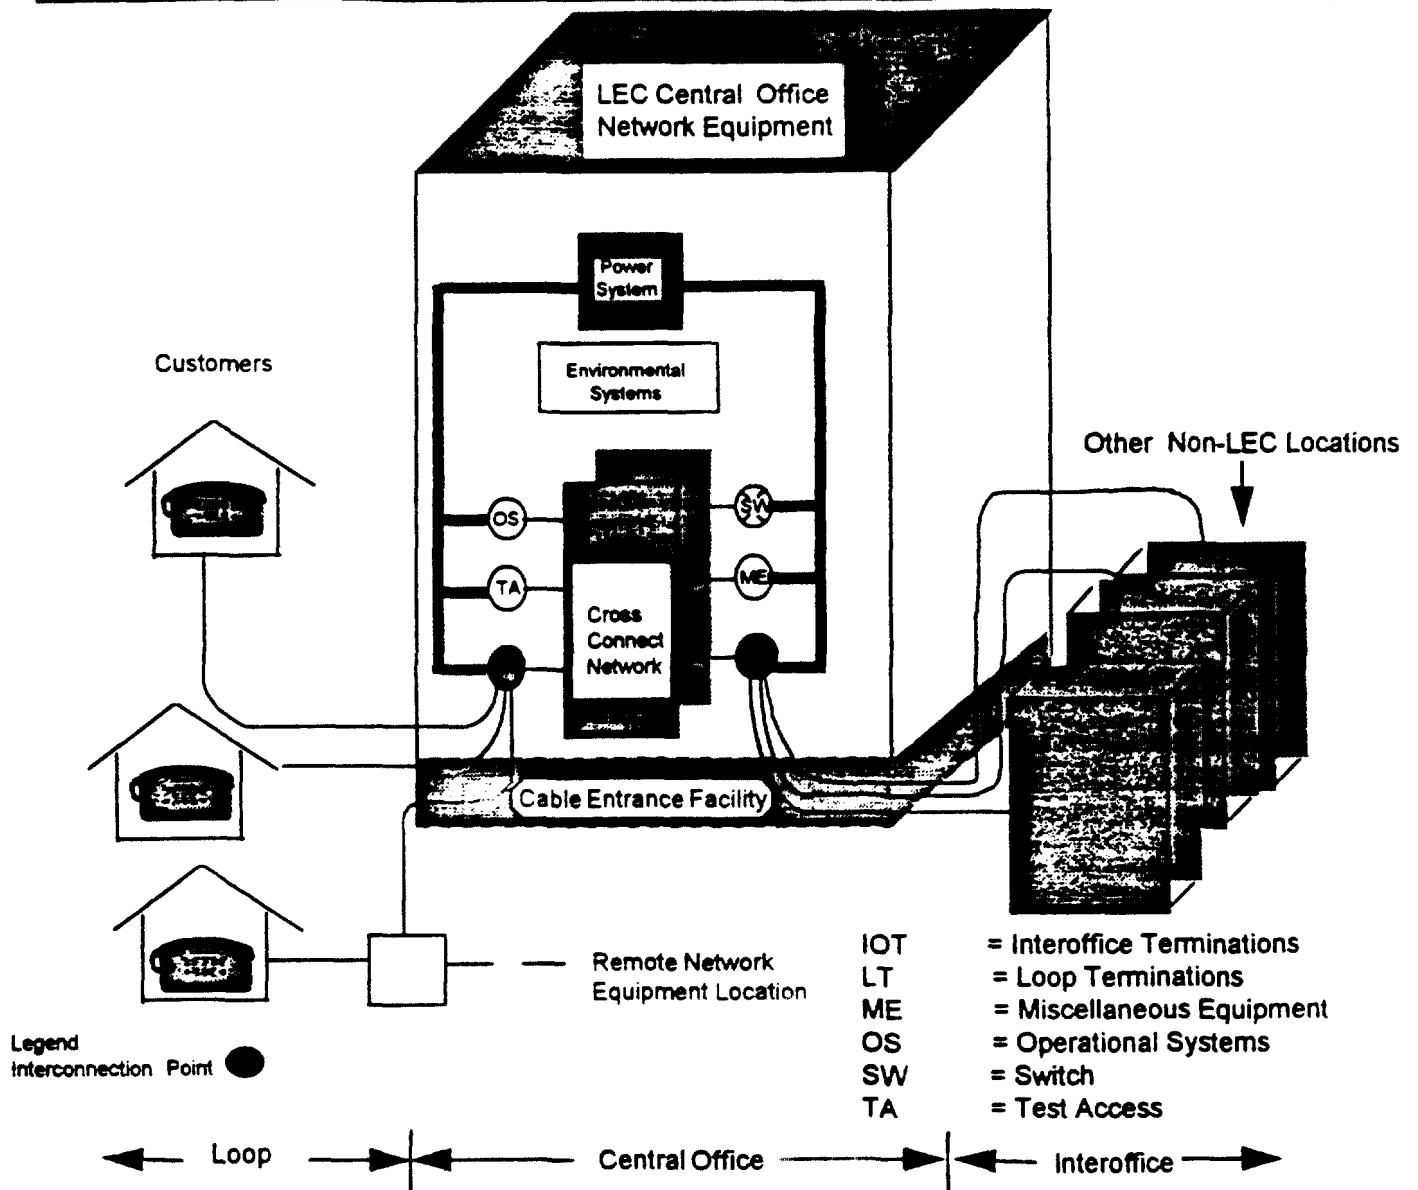 LEC Central Office
Network Equipment
Power
System
Environmental
Systems
Customers
Other Non-LEC Locations
OS
SW
TA
ME
Cross
Connect
Network
Cable Entrance Facility
Remote Network
Equipment Location
IOT = Interoffice Terminations
LT = Loop Terminations
ME = Miscellaneous Equipment
OS = Operational Systems
SW = Switch
TA = Test Access
Legend
Interconnection Point
Loop
Central Office
Interoffice